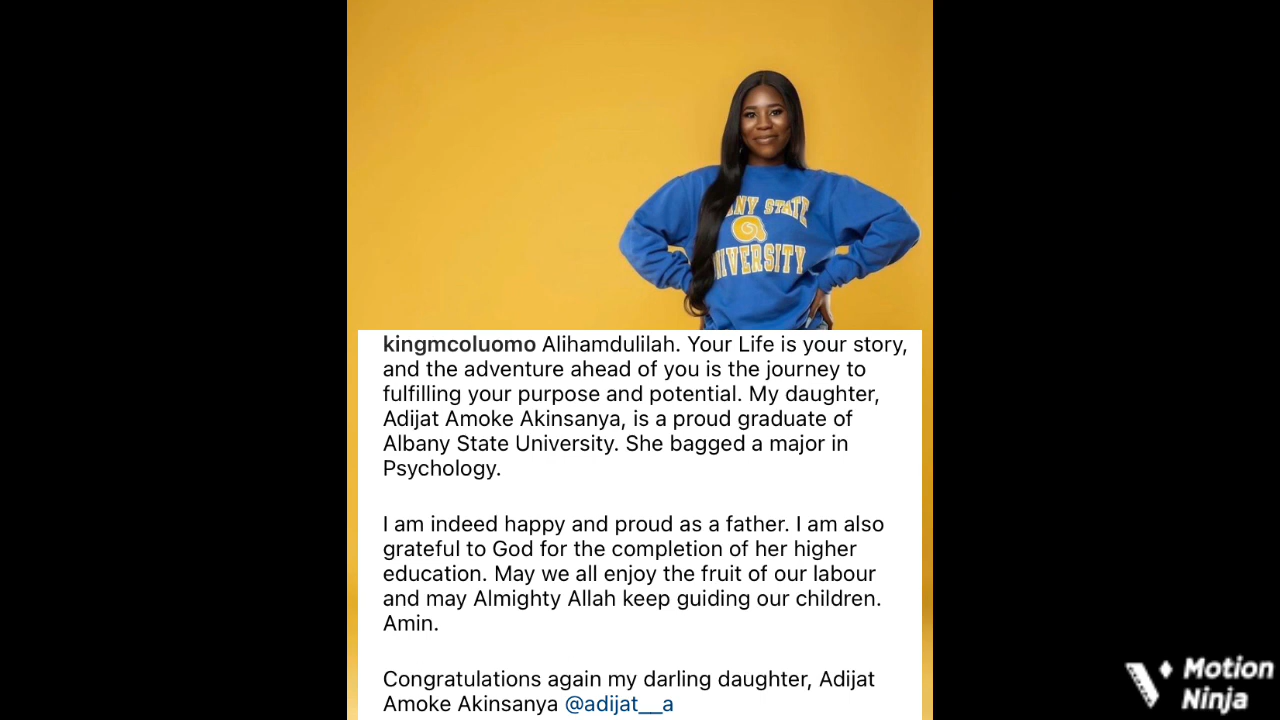 ANY STATE
IVERSITY
kingmcoluomo Alihamdulilah. Your Life is your story,
and the adventure ahead of you is the journey to
fulfilling your purpose and potential. My daughter,
Adijat Amoke Akinsanya, is a proud graduate of
Albany State University. She bagged a major in
Psychology.
I am indeed happy and proud as a father. I am also
grateful to God for the completion of her higher
education. May we all enjoy the fruit of our labour
and may Almighty Allah keep guiding our children.
Amin.
Congratulations again my darling daughter, Adijat
Amoke Akinsanya @adijat__a
Motion
Ninja